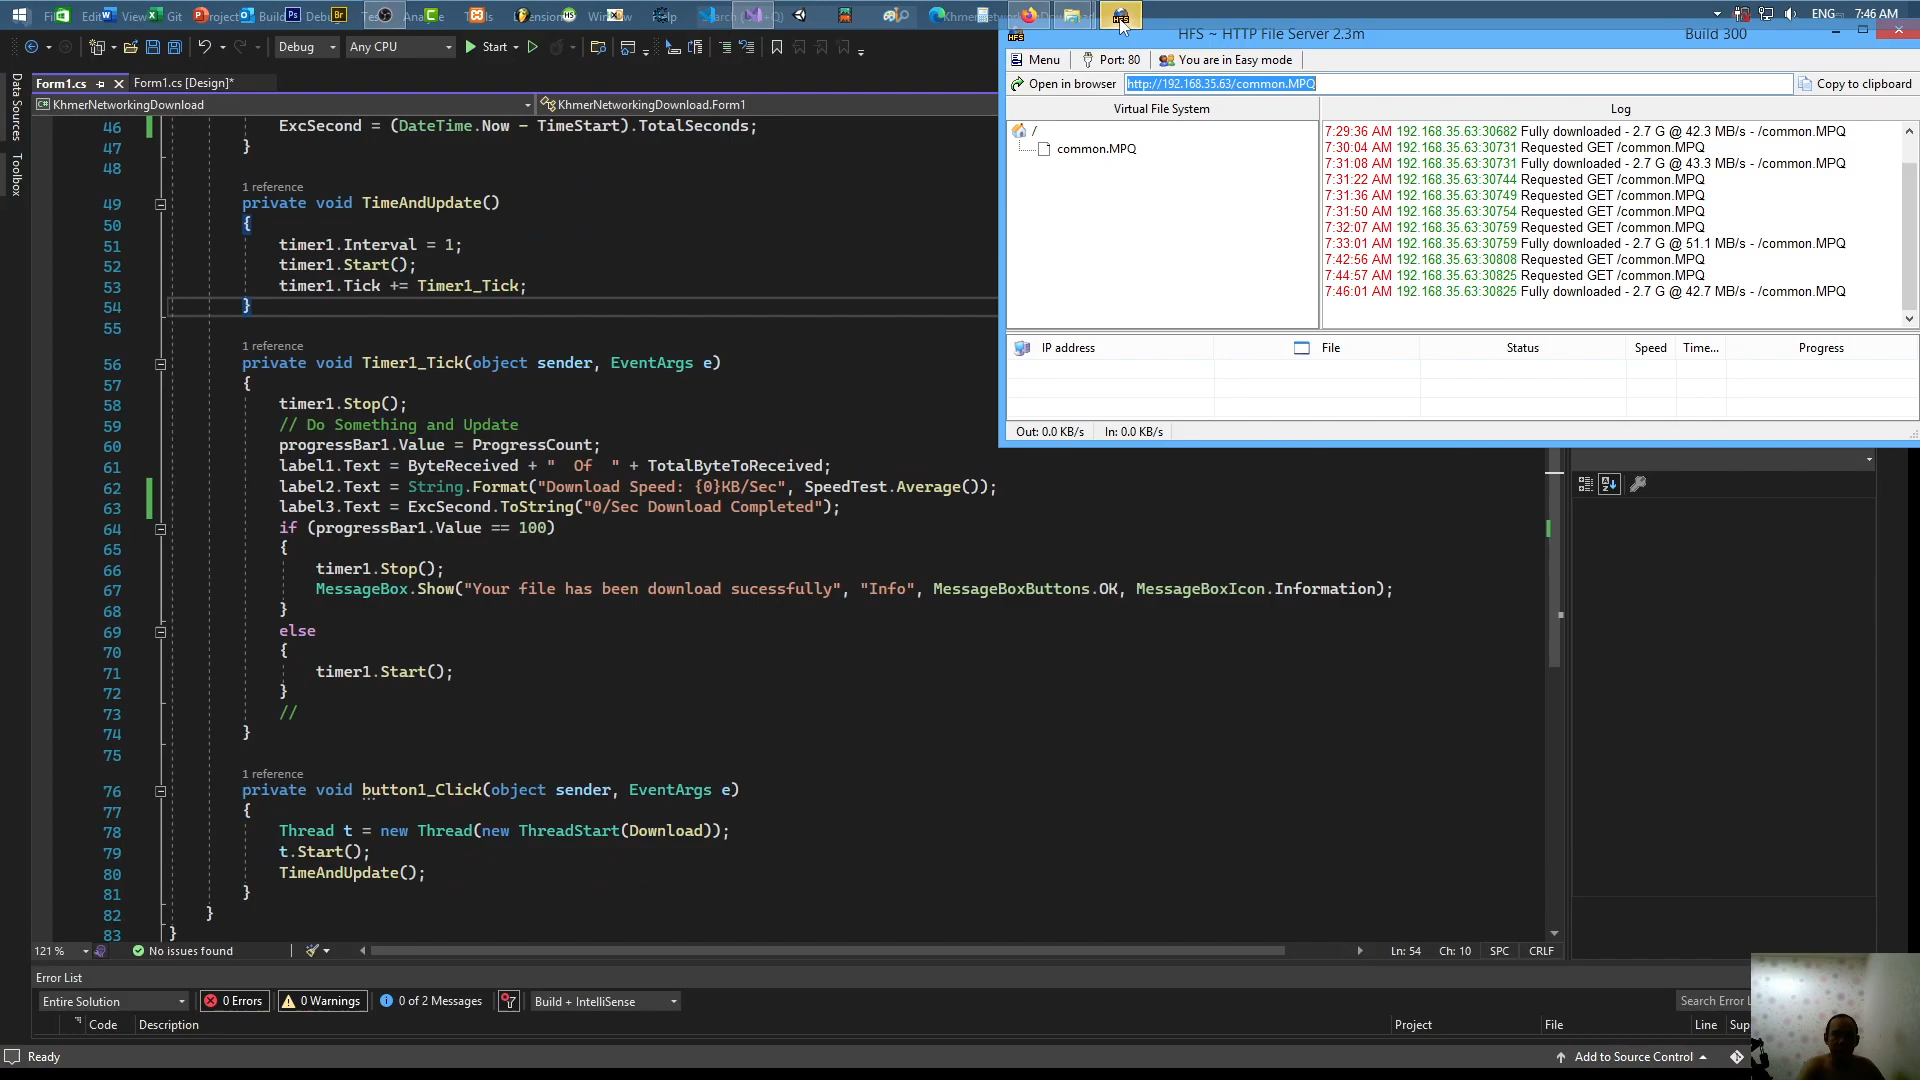 ENG
7:46 AM
Debug
Any CPU
Start
HFS ~ HTTP File Server 2.3m
Build 300
Menu
Port: 80
You are in Easy mode
Open in browser
http://192.168.35.63/common.MPQ
Copy to clipboard
Virtual File System
Log
/
common.MPQ
7:29:36 AM 192.168.35.63:30682 Fully downloaded - 2.7 G @ 42.3 MB/s - /common.MPQ
7:30:04 AM 192.168.35.63:30731 Requested GET /common.MPQ
7:31:08 AM 192.168.35.63:30731 Fully downloaded - 2.7 G @ 43.3 MB/s - /common.MPQ
7:31:22 AM 192.168.35.63:30744 Requested GET /common.MPQ
7:31:36 AM 192.168.35.63:30749 Requested GET /common.MPQ
7:31:50 AM 192.168.35.63:30754 Requested GET /common.MPQ
7:32:07 AM 192.168.35.63:30759 Requested GET /common.MPQ
7:33:01 AM 192.168.35.63:30759 Fully downloaded - 2.7 G @ 51.1 MB/s - /common.MPQ
7:42:56 AM 192.168.35.63:30808 Requested GET /common.MPQ
7:44:57 AM 192.168.35.63:30825 Requested GET /common.MPQ
7:46:01 AM 192.168.35.63:30825 Fully downloaded - 2.7 G @ 42.7 MB/s - /common.MPQ
IP address
File
Status
Speed
Time...
Progress
Out: 0.0 KB/s
In: 0.0 KB/s
Data Sources
Toolbox
Form1.cs
Form1.cs [Design]*
KhmerNetworkingDownload
KhmerNetworkingDownload.Form1
46 ExcSecond = (DateTime.Now - TimeStart).TotalSeconds;
47 }
48
1 reference
49 private void TimeAndUpdate()
50 {
51 timer1.Interval = 1;
52 timer1.Start();
53 timer1.Tick += Timer1_Tick;
54 }
55
1 reference
56 private void Timer1_Tick(object sender, EventArgs e)
57 {
58 timer1.Stop();
59 // Do Something and Update
60 progressBar1.Value = ProgressCount;
61 label1.Text = ByteReceived + "  Of  " + TotalByteToReceived;
62 label2.Text = String.Format("Download Speed: {0}KB/Sec", SpeedTest.Average());
63 label3.Text = ExcSecond.ToString("0/Sec Download Completed");
64 if (progressBar1.Value == 100)
65 {
66 timer1.Stop();
67 MessageBox.Show("Your file has been download sucessfully", "Info", MessageBoxButtons.OK, MessageBoxIcon.Information);
68 }
69 else
70 {
71 timer1.Start();
72 }
73 //
74 }
75
1 reference
76 private void button1_Click(object sender, EventArgs e)
77 {
78 Thread t = new Thread(new ThreadStart(Download));
79 t.Start();
80 TimeAndUpdate();
81 }
82 }
83 }
121 %
No issues found
Ln: 54
Ch: 10
SPC
CRLF
Error List
Entire Solution
0 Errors
0 Warnings
0 of 2 Messages
Build + IntelliSense
Search Error
Code
Description
Project
File
Line
Ready
Add to Source Control